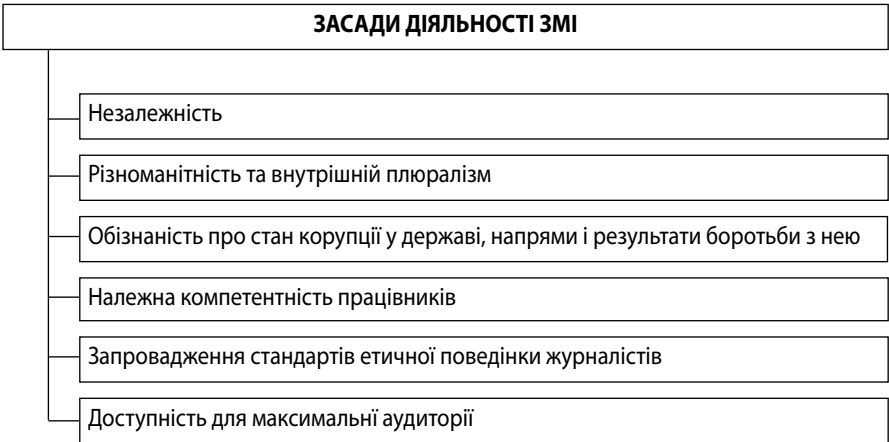 ЗАСАДИ ДІЯЛЬНОСТІ ЗМІ
Незалежність
Різноманітність та внутрішній плюралізм
Обізнаність про стан корупції у державі, напрями і результати боротьби з нею
Належна компетентність працівників
Запровадження стандартів етичної поведінки журналістів
Доступність для максимальнї аудиторії